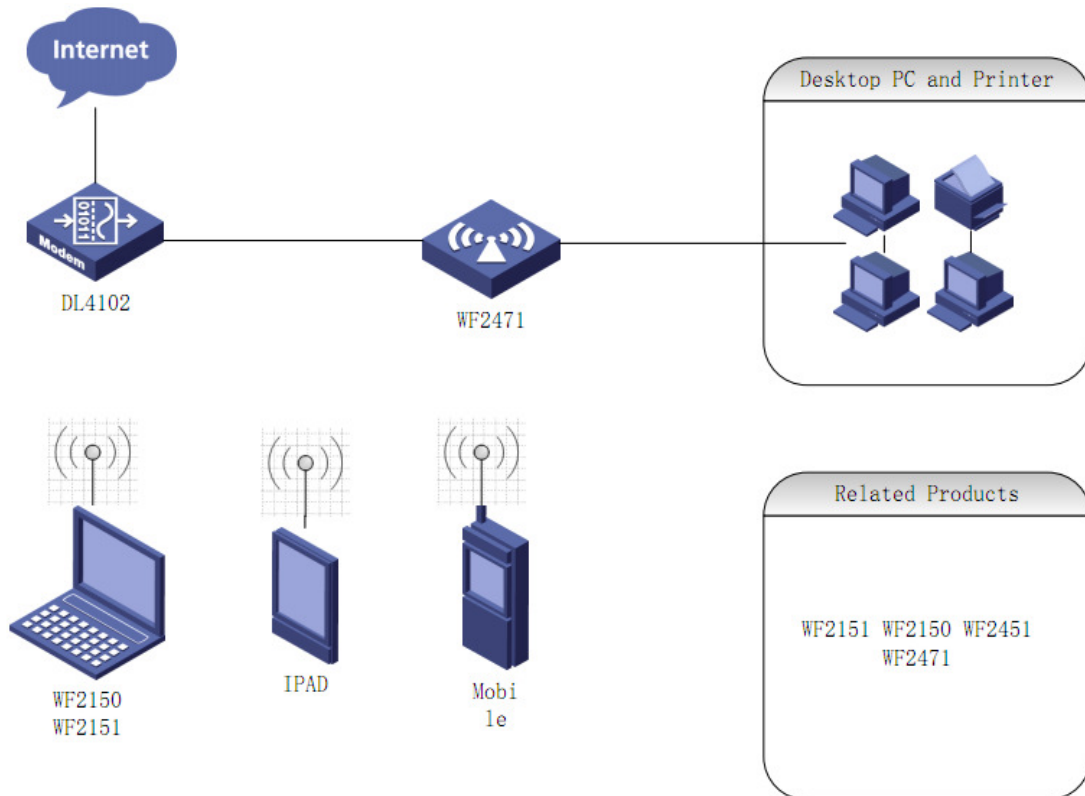 Internet
Desktop PC and Printer
01011
Modem
DL4102
WF2471
Related Products
WF2151 WF2150 WF2451
WF2471
WF2150
WF2151
IPAD
Mobi
le